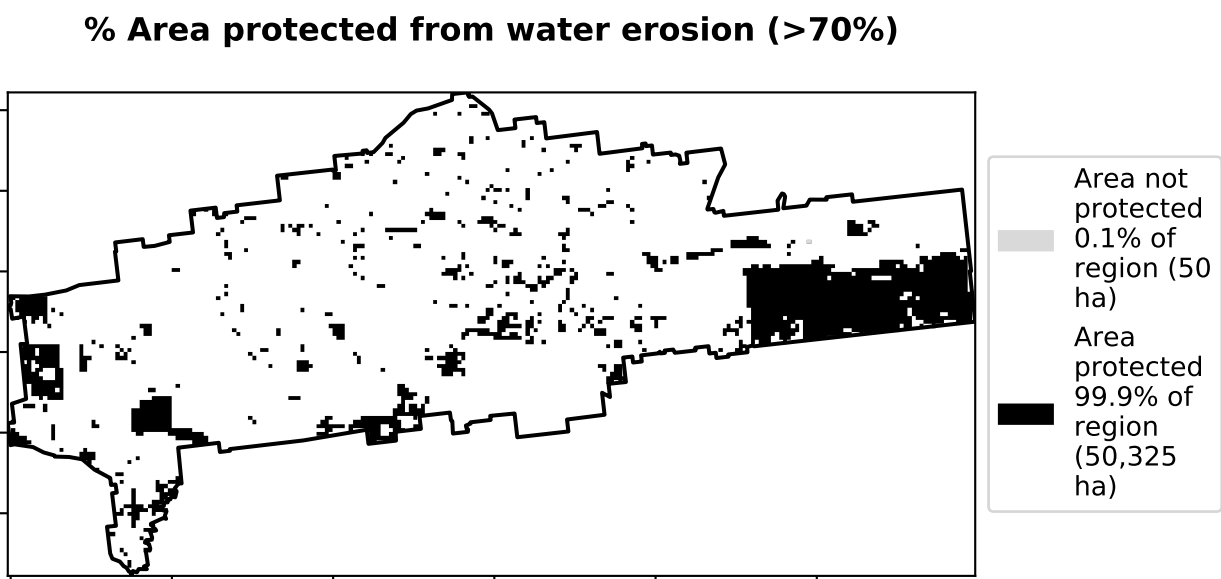 % Area protected from water erosion (>70%)
Area not
protected
0.1% of
region (50
ha)
Area
protected
99.9% of
region
(50,325
ha)